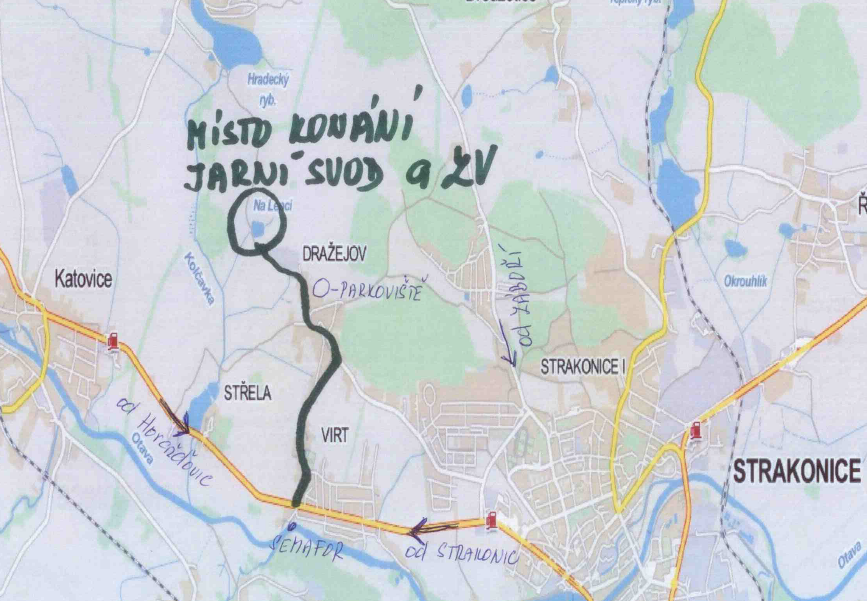 Hradecký
ryb.
MÍSTO KONÁNÍ
JARNÍ SVOD a ZV
Na Lenci
Kolčavka
DRAŽEJOV
O-PARKOVIŠTĚ
Katovice
od ZÁBOŘÍ
Okrouhlík
Ř
STRAKONICE I
STŘELA
od Horažďovic
Otava
VIRT
STRAKONICE
SEMAFOR
od STRAKONIC
Otava